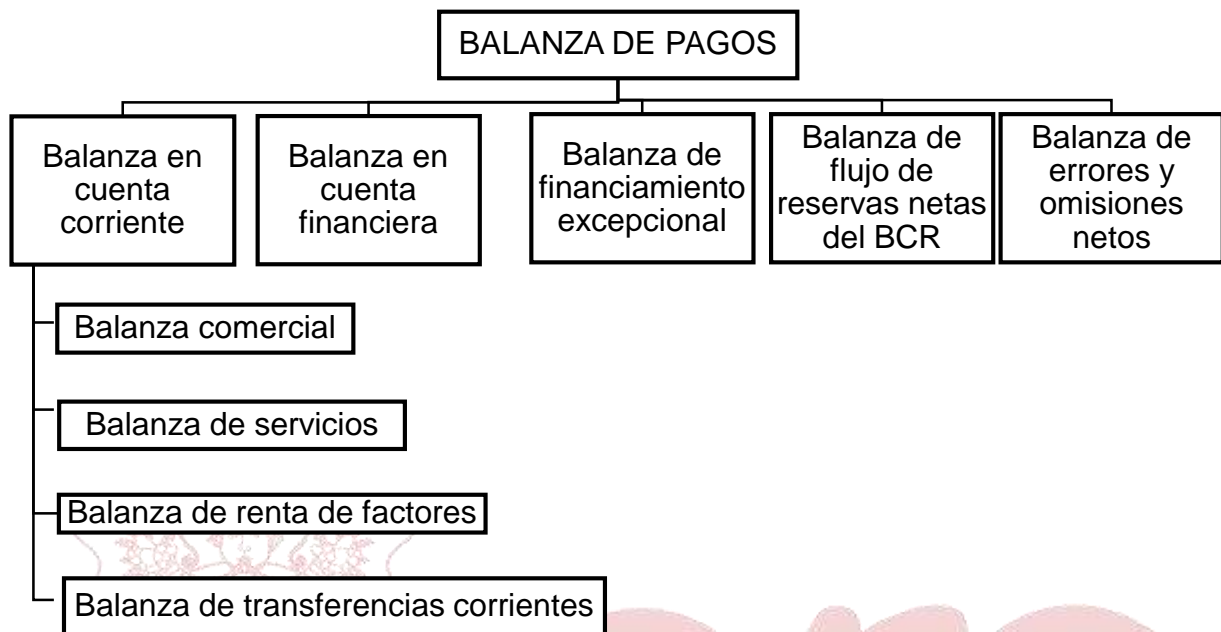 BALANZA DE PAGOS
Balanza en
cuenta
corriente
Balanza en
cuenta
financiera
Balanza de
financiamiento
excepcional
Balanza de
flujo de
reservas netas
del BCR
Balanza de
errores y
omisiones
netos
Balanza comercial
Balanza de servicios
Balanza de renta de factores
Balanza de transferencias corrientes